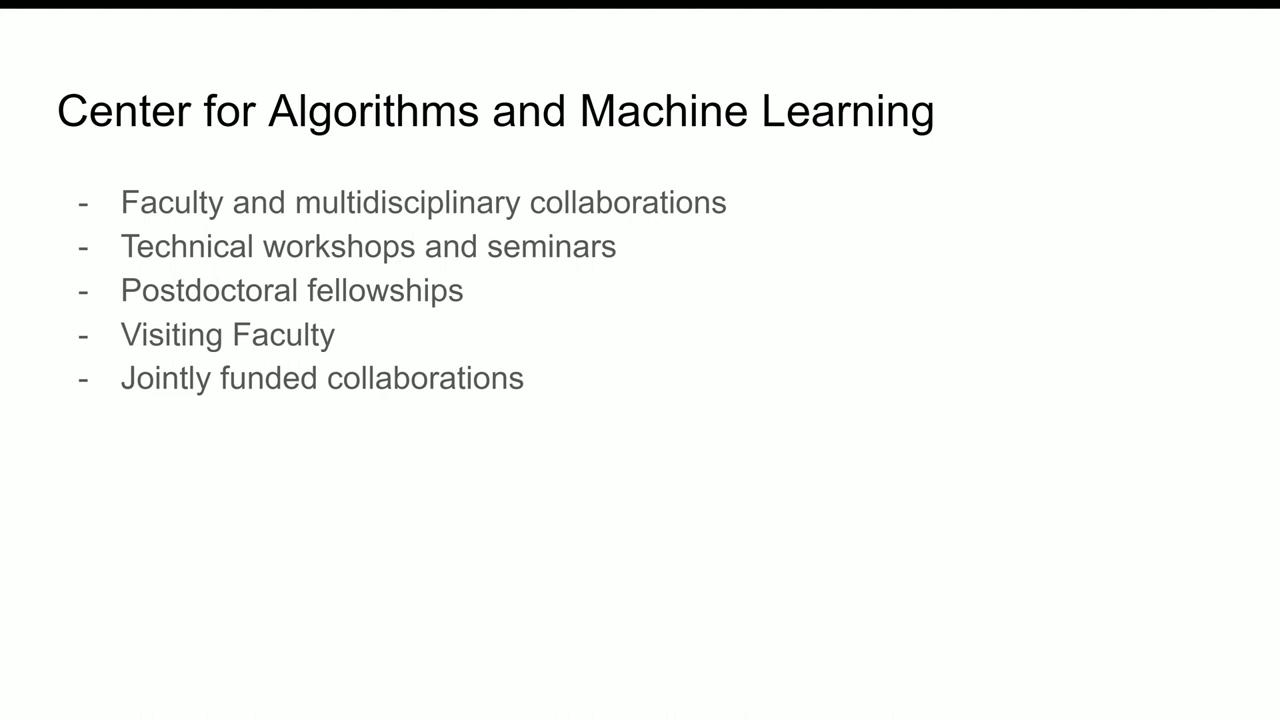 Center for Algorithms and Machine Learning
- Faculty and multidisciplinary collaborations
- Technical workshops and seminars
- Postdoctoral fellowships
- Visiting Faculty
- Jointly funded collaborations